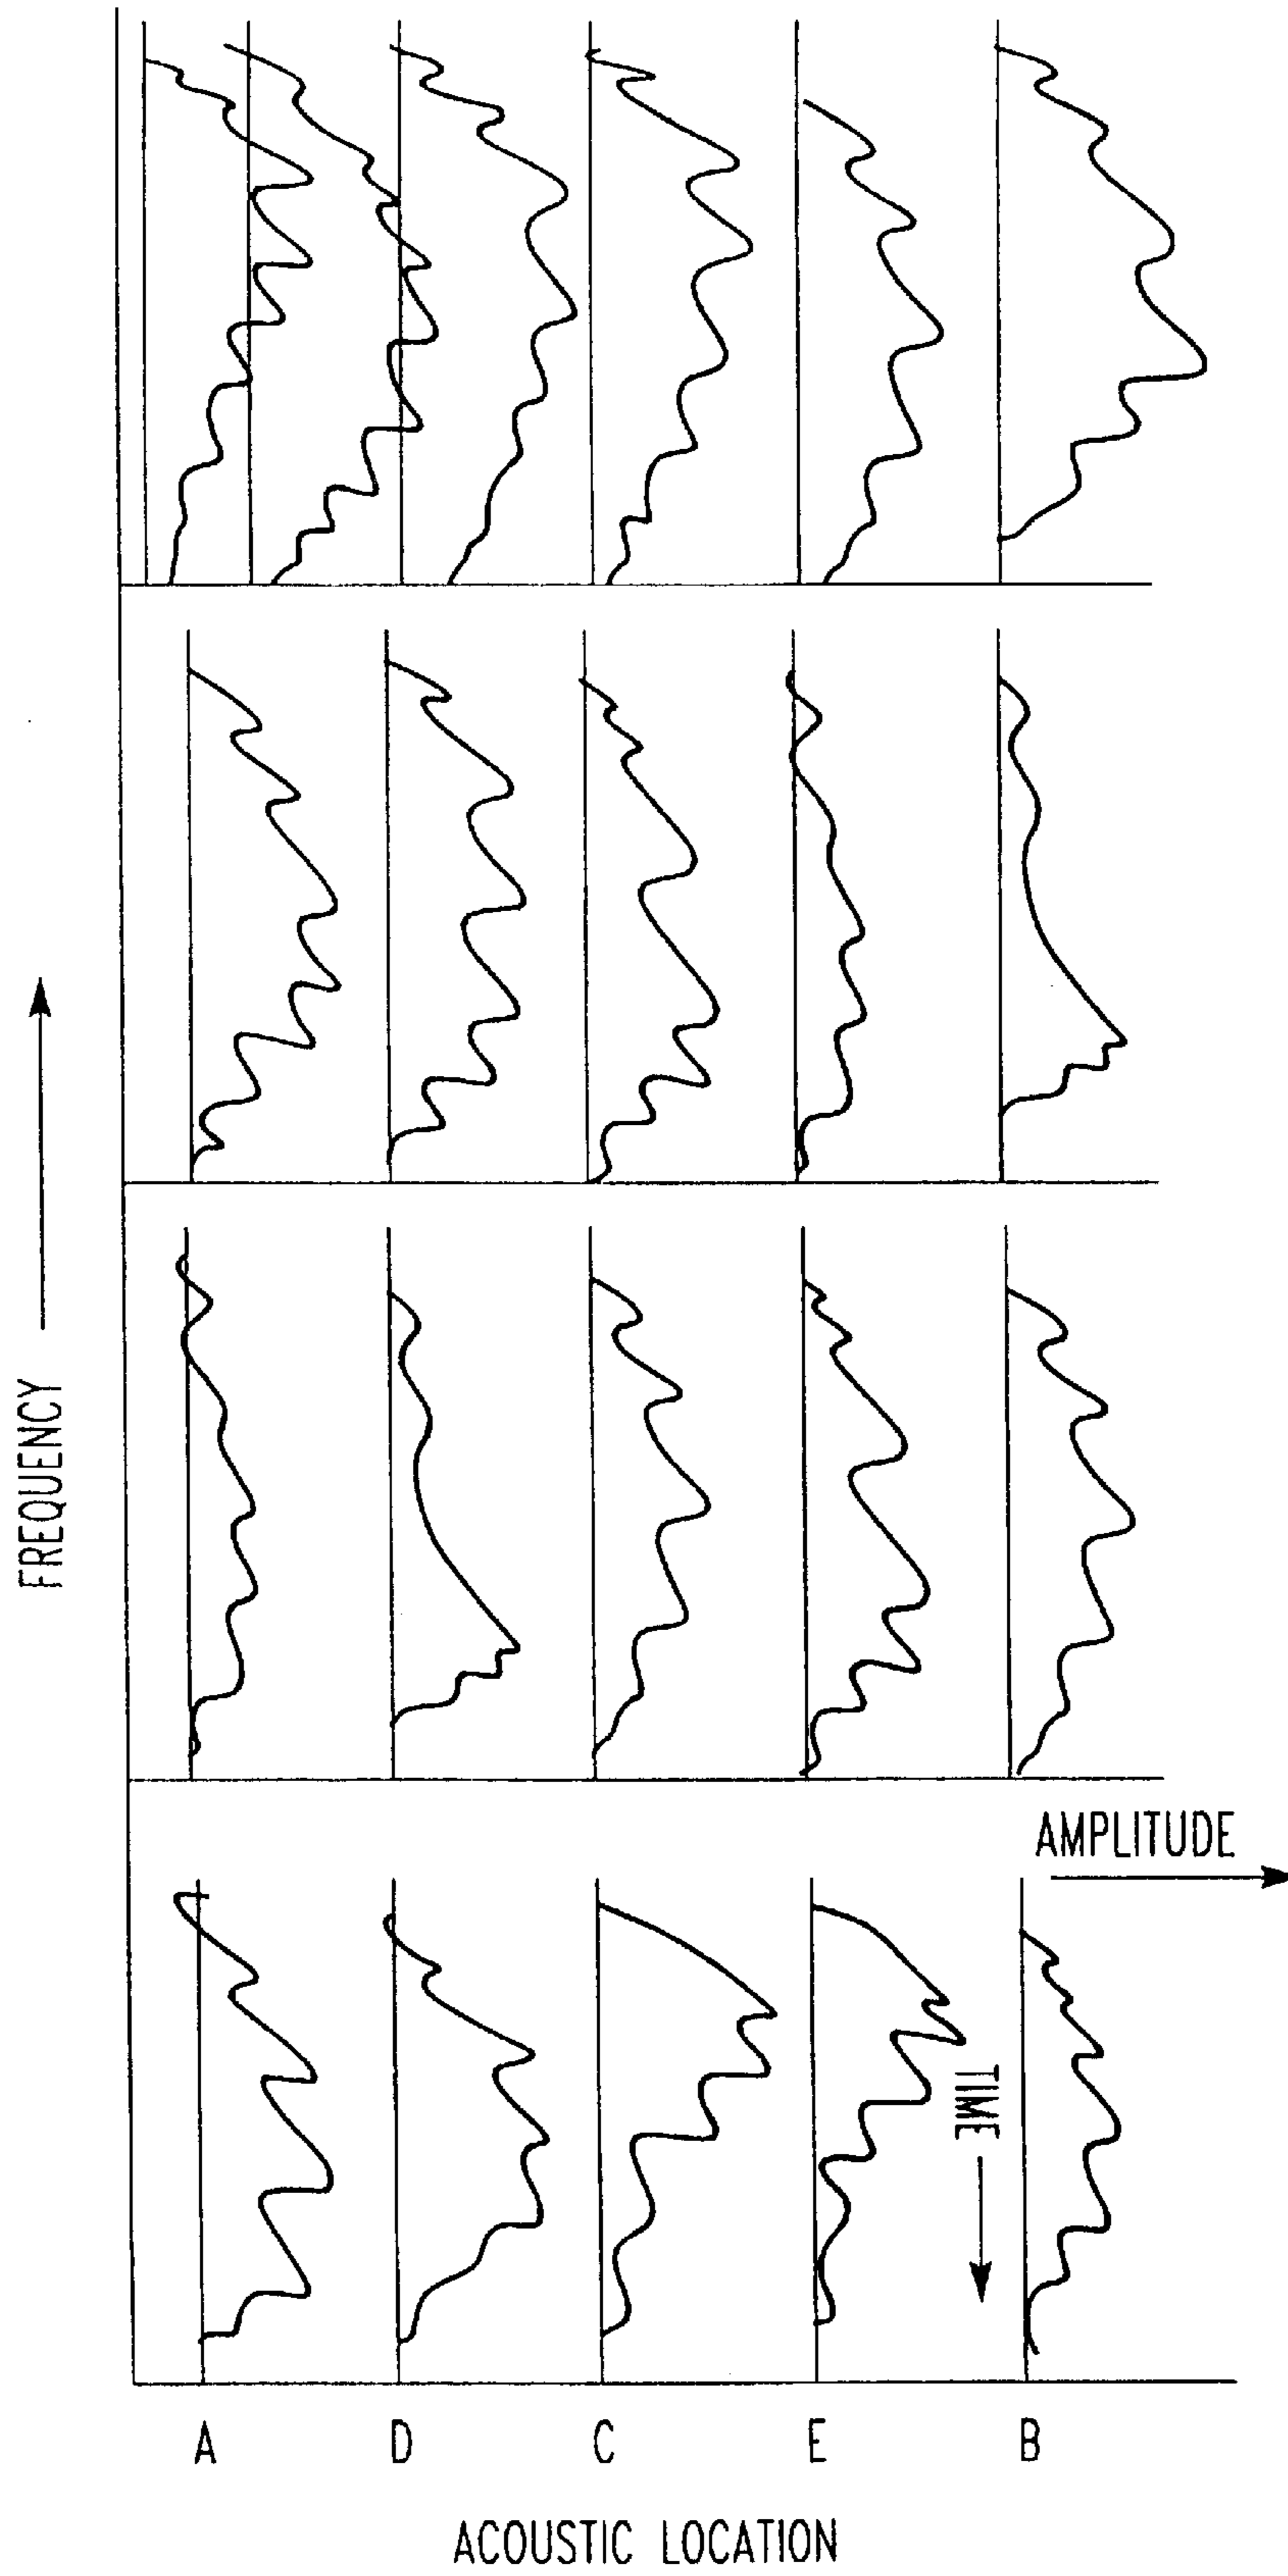 FREQUENCY
AMPLITUDE
TIME
A D C E B
ACOUSTIC LOCATION